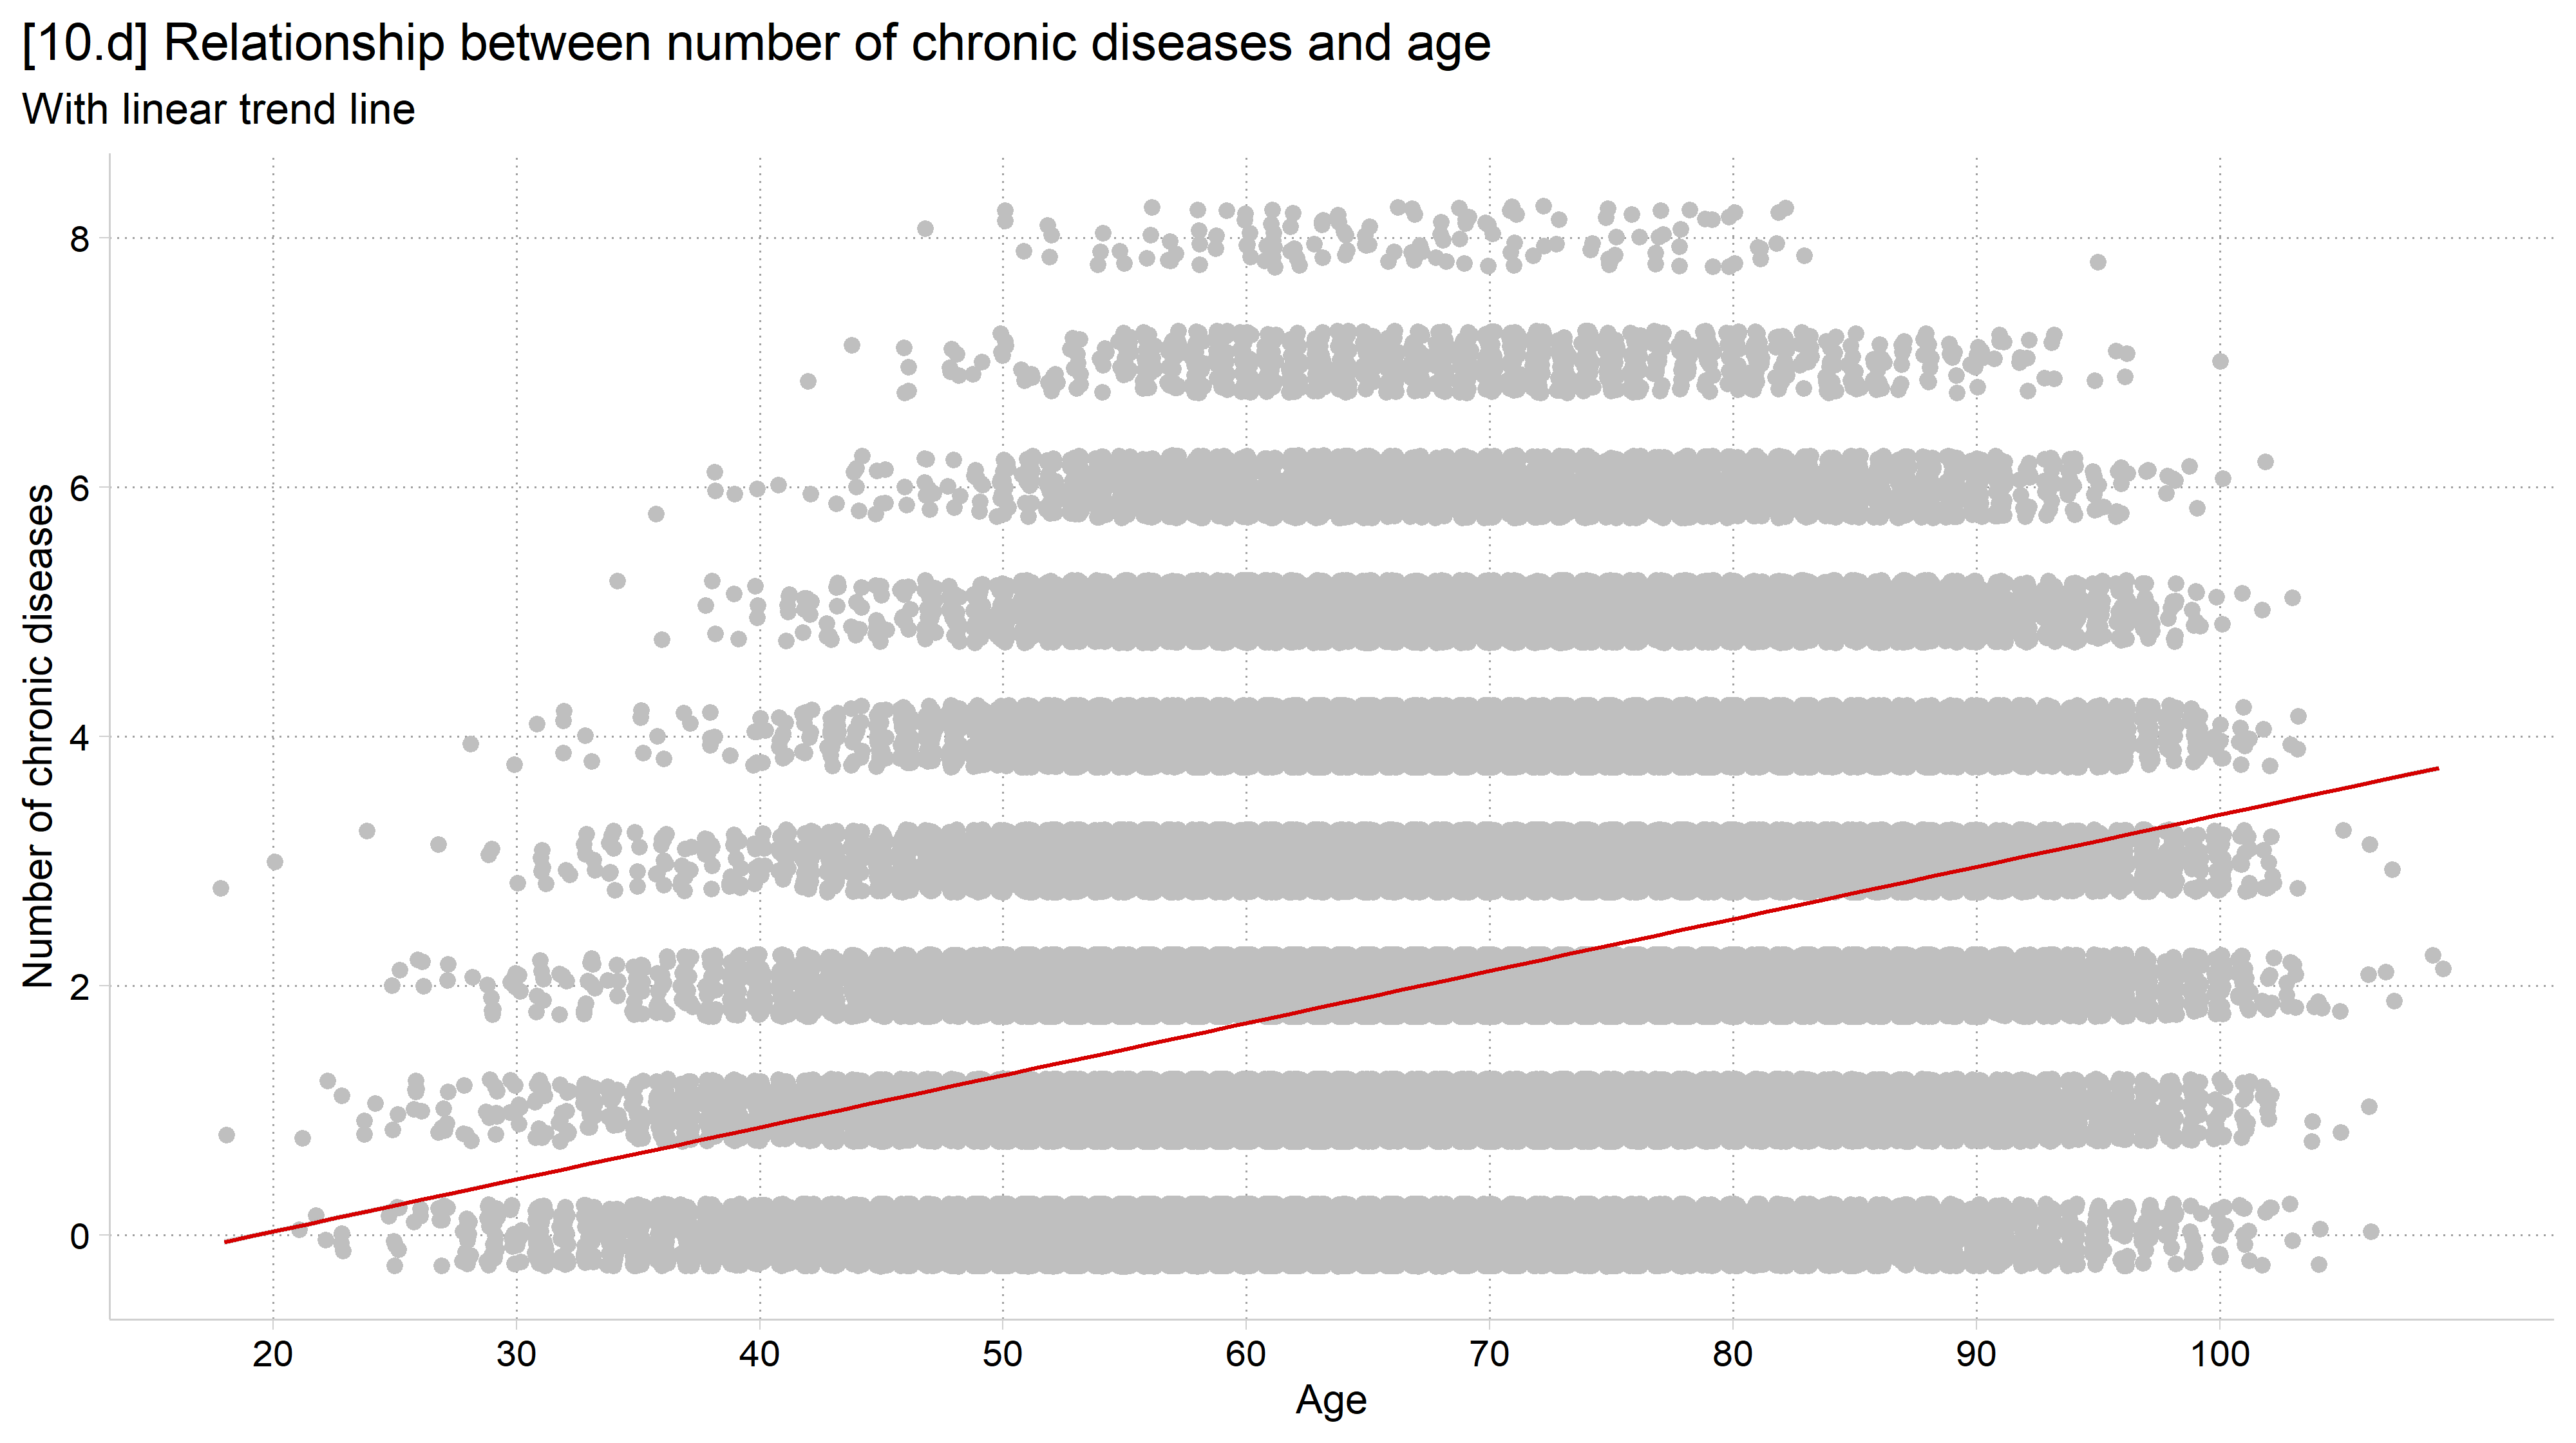 [10.d] Relationship between number of chronic diseases and age
With linear trend line
Number of chronic diseases
8
6
4
2
0
20 30 40 50 60 70 80 90 100
Age